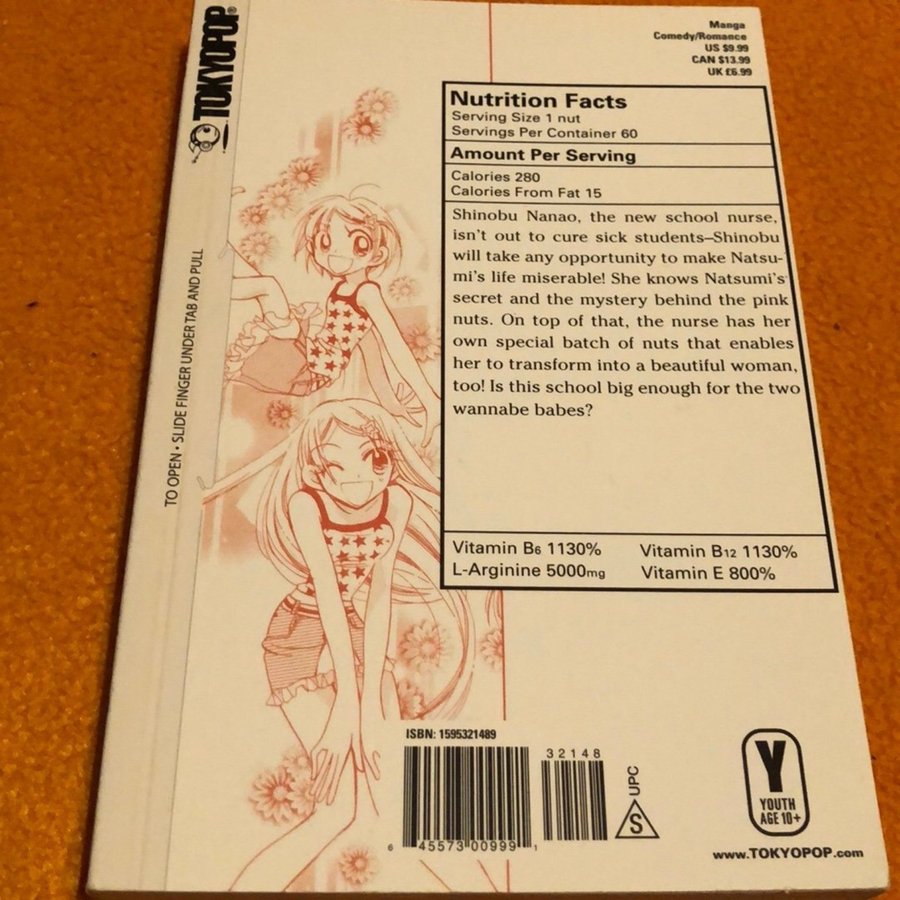 TOKYOPOP®
TO OPEN • SLIDE FINGER UNDER TAB AND PULL
Manga
Comedy/Romance
US $9.99
CAN $13.99
UK £6.99
Nutrition Facts
Serving Size 1 nut
Servings Per Container 60
Amount Per Serving
Calories 280
Calories From Fat 15
Shinobu Nanao, the new school nurse,
isn't out to cure sick students–Shinobu
will take any opportunity to make Natsu-
mi's life miserable! She knows Natsumi's
secret and the mystery behind the pink
nuts. On top of that, the nurse has her
own special batch of nuts that enables
her to transform into a beautiful woman,
too! Is this school big enough for the two
wannabe babes?
Vitamin B6 1130% Vitamin B12 1130%
L-Arginine 5000mg Vitamin E 800%
ISBN: 1595321489
32148
6 45573 00999 1
S UPC
Y
YOUTH
AGE 10+
www.TOKYOPOP.com